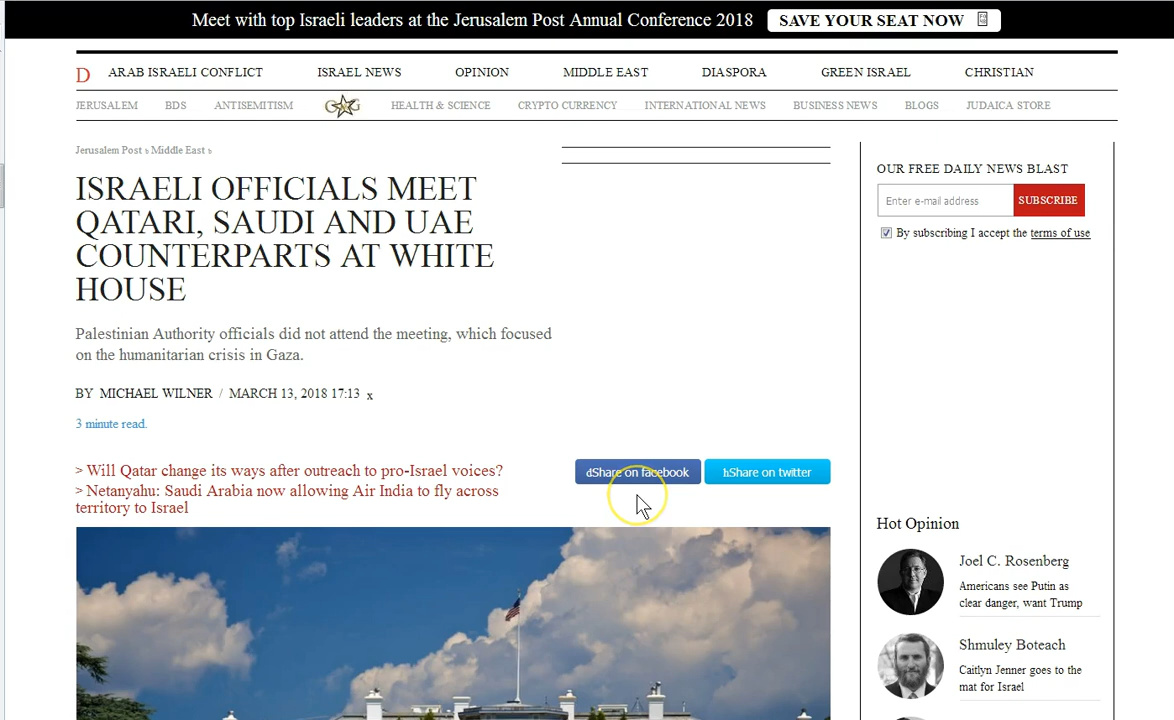 Meet with top Israeli leaders at the Jerusalem Post Annual Conference 2018 SAVE YOUR SEAT NOW
D ARAB ISRAELI CONFLICT ISRAEL NEWS OPINION MIDDLE EAST DIASPORA GREEN ISRAEL CHRISTIAN
JERUSALEM BDS ANTISEMITISM HEALTH & SCIENCE CRYPTO CURRENCY INTERNATIONAL NEWS BUSINESS NEWS BLOGS JUDAICA STORE
Jerusalem Post Middle East
ISRAELI OFFICIALS MEET
QATARI, SAUDI AND UAE
COUNTERPARTS AT WHITE
HOUSE
Palestinian Authority officials did not attend the meeting, which focused
on the humanitarian crisis in Gaza.
BY MICHAEL WILNER / MARCH 13, 2018 17:13 x
3 minute read.
> Will Qatar change its ways after outreach to pro-Israel voices?
> Netanyahu: Saudi Arabia now allowing Air India to fly across
territory to Israel
dShare on facebook hShare on twitter
OUR FREE DAILY NEWS BLAST
Enter e-mail address SUBSCRIBE
By subscribing I accept the terms of use
Hot Opinion
Joel C. Rosenberg
Americans see Putin as
clear danger, want Trump
Shmuley Boteach
Caitlyn Jenner goes to the
mat for Israel